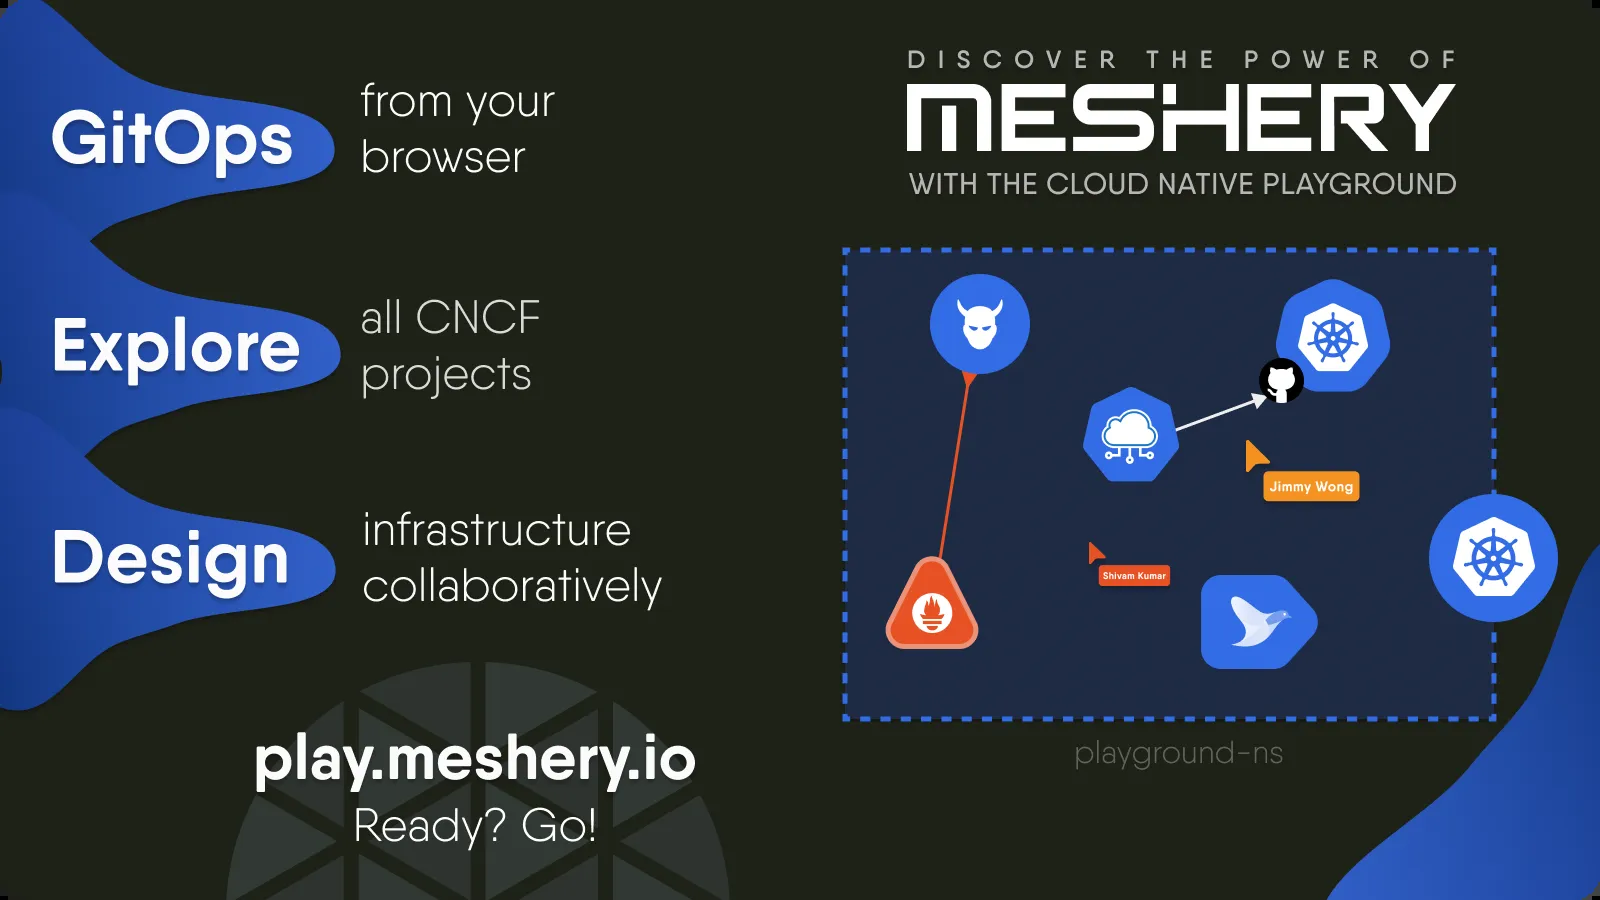 GitOps
from your
browser
Explore
all CNCF
projects
Design
infrastructure
collaboratively
play.meshery.io
Ready? Go!
DISCOVER THE POWER OF
MESHERY
WITH THE CLOUD NATIVE PLAYGROUND
Jimmy Wong
Shivam Kumar
playground-ns